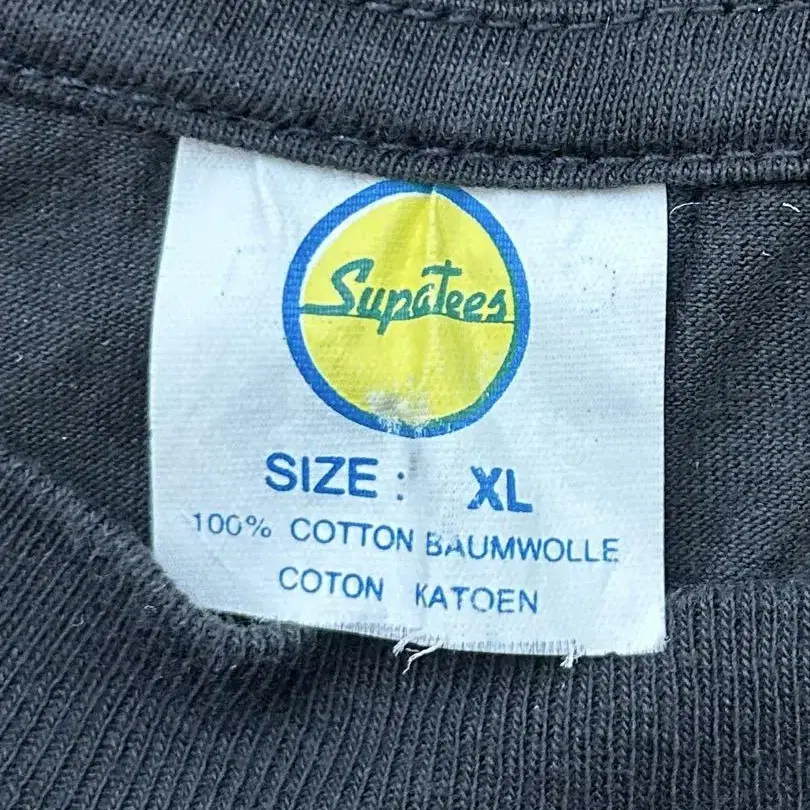 SupaTees
SIZE : XL
100% COTTON BAUMWOLLE
COTON KATOEN